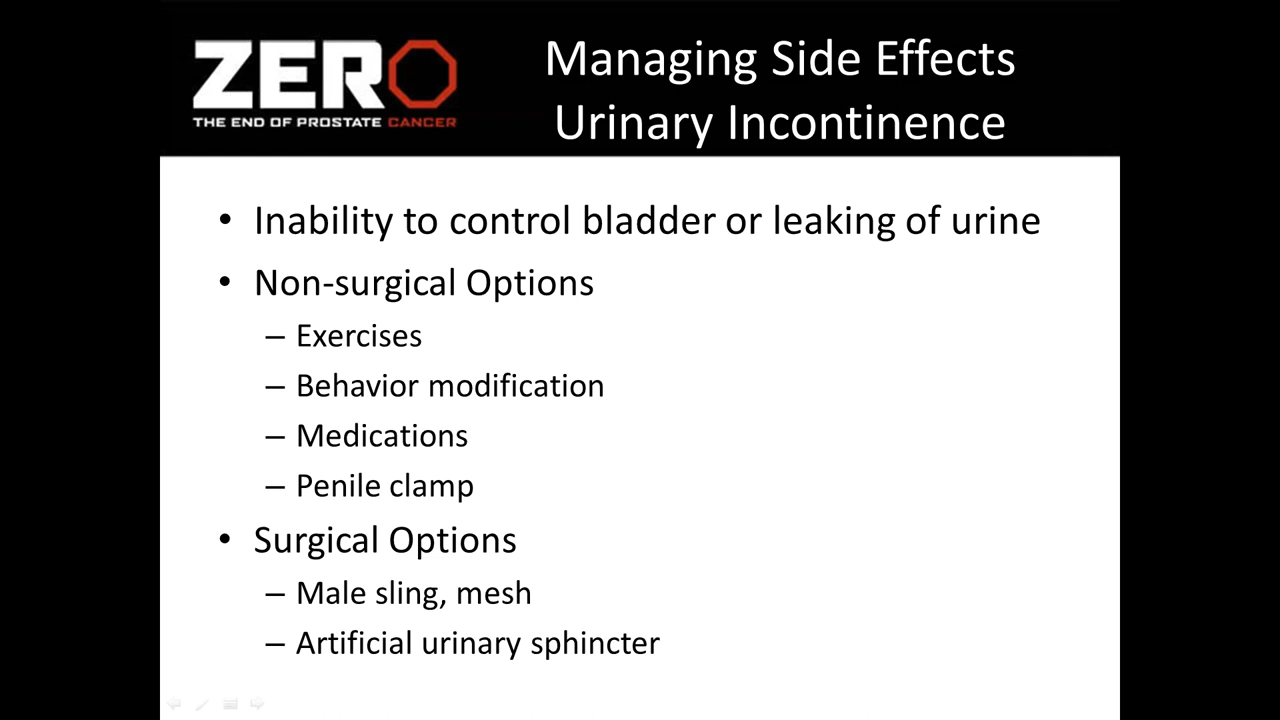 ZERO
THE END OF PROSTATE CANCER
Managing Side Effects
Urinary Incontinence
• Inability to control bladder or leaking of urine
• Non-surgical Options
– Exercises
– Behavior modification
– Medications
– Penile clamp
• Surgical Options
– Male sling, mesh
– Artificial urinary sphincter